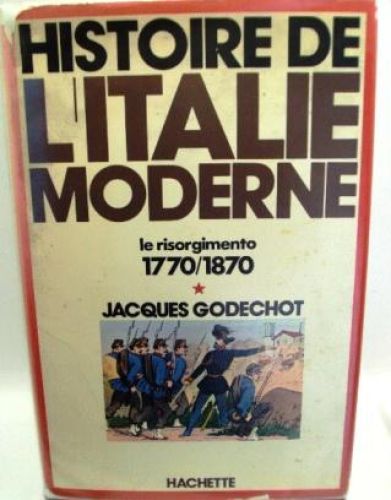 HISTOIRE DE
L'ITALIE
MODERNE
le risorgimento
1770/1870
JACQUES GODECHOT
HACHETTE